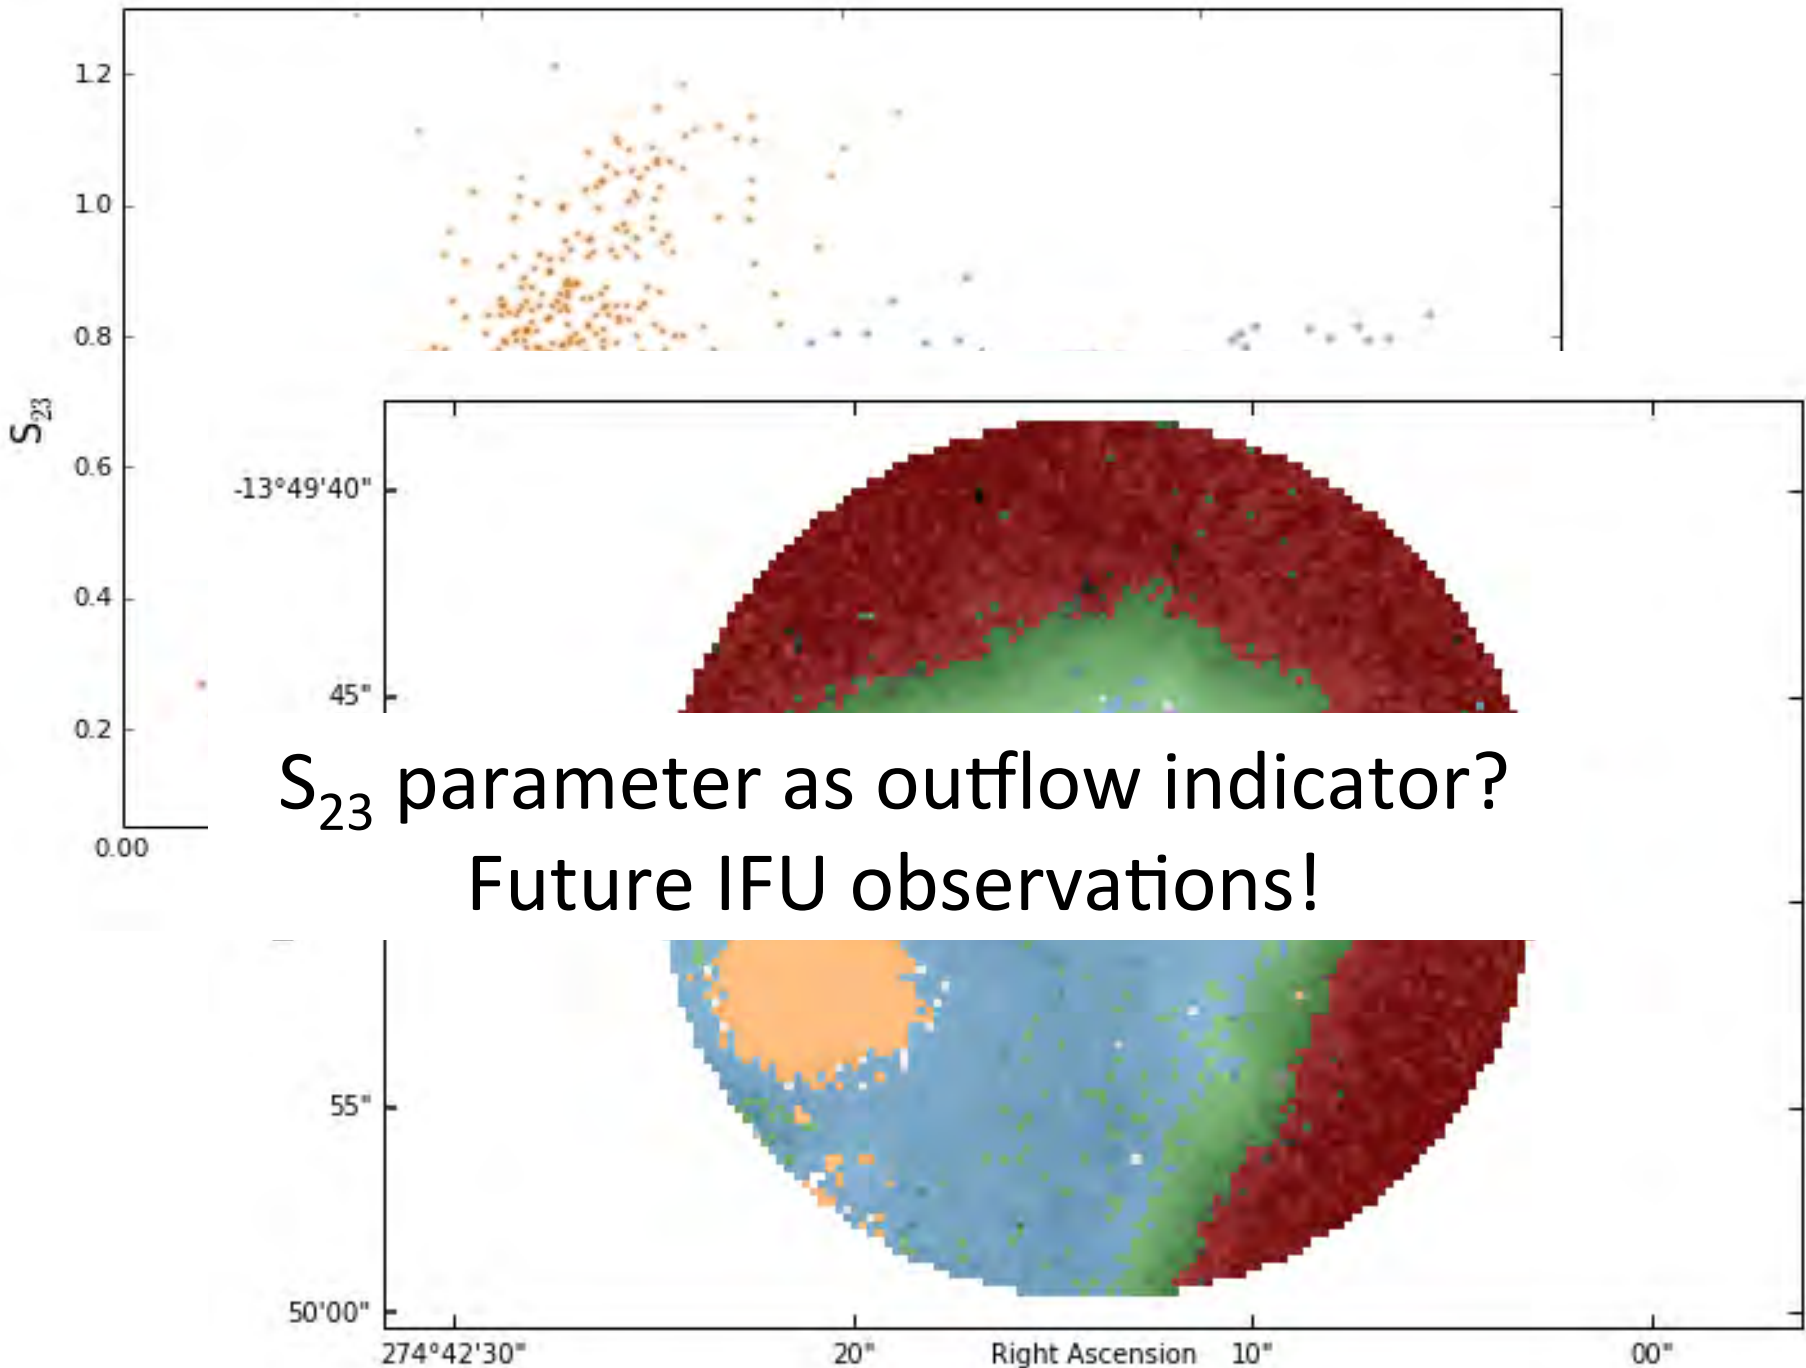 1.2
1.0
0.8
S23
0.6
-13°49'40"
0.4
45"
0.2
S23 parameter as outflow indicator?
0.00
Future IFU observations!
55"
50'00"
274°42'30" 20" Right Ascension 10" 00"